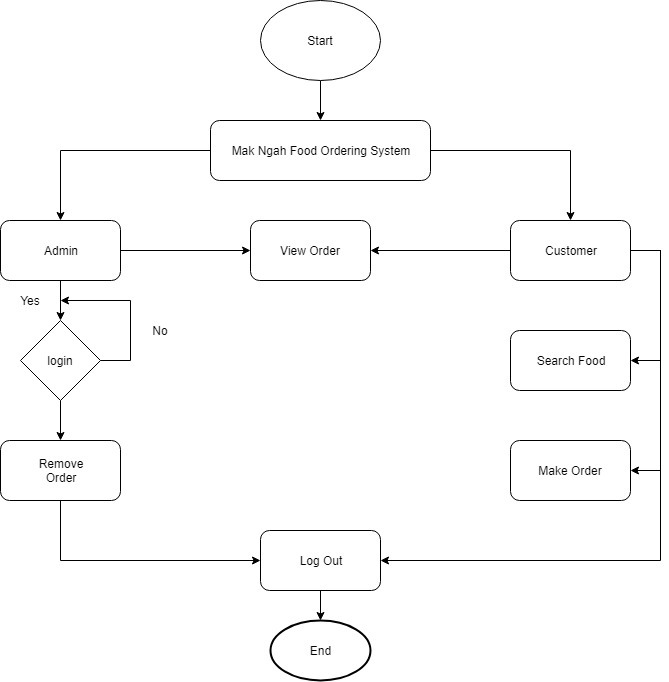 Start
Mak Ngah Food Ordering System
Admin
View Order
Customer
Yes
No
login
Search Food
Remove
Order
Make Order
Log Out
End